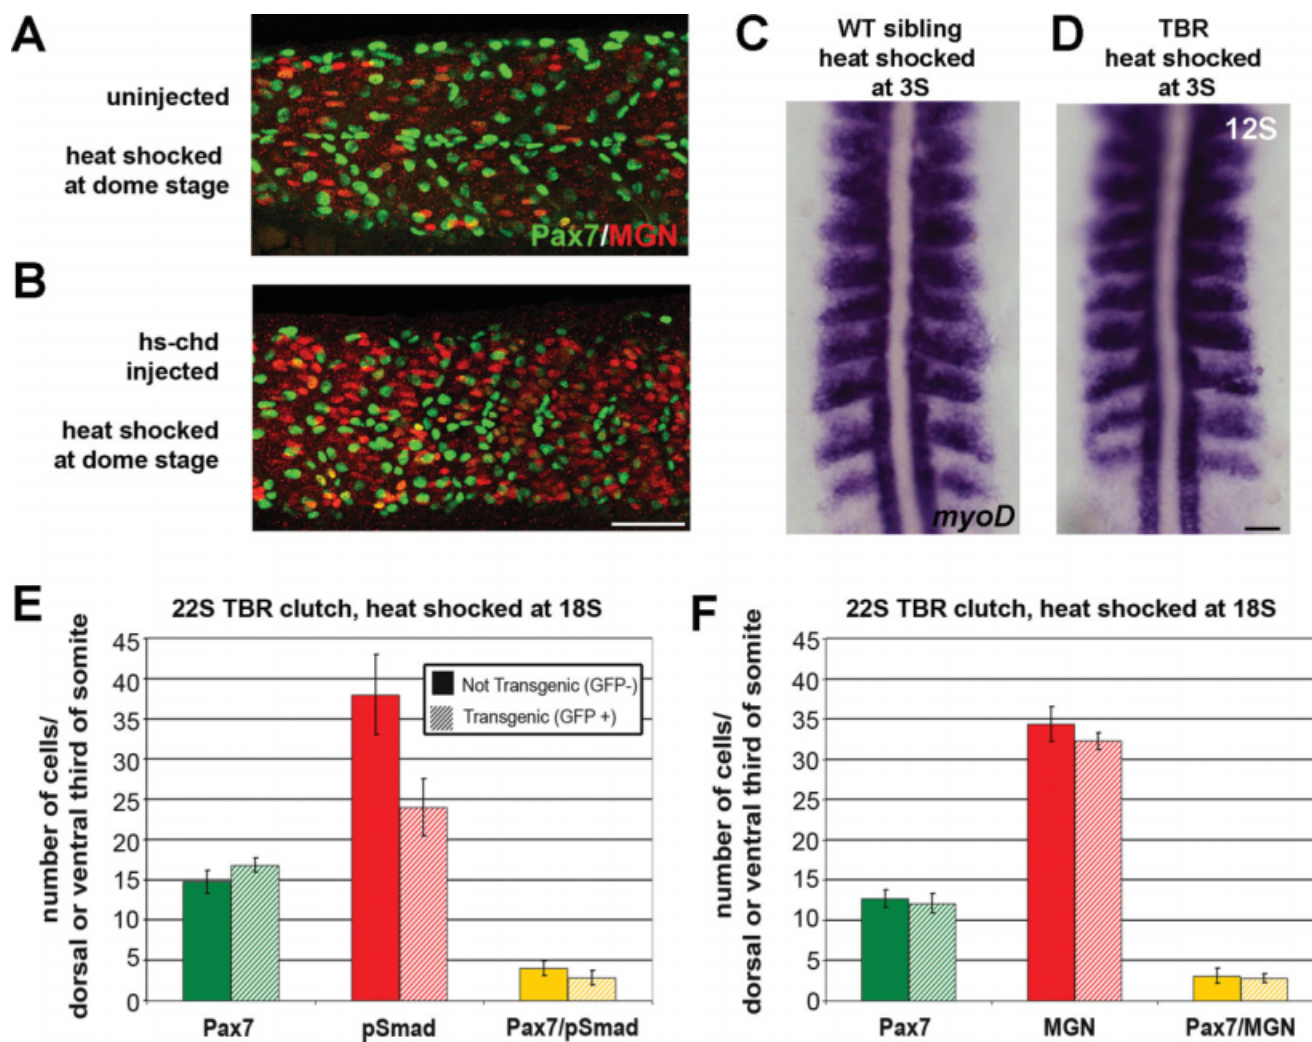 A
uninjected
heat shocked
at dome stage
Pax7/MGN
B
hs-chd
injected
heat shocked
at dome stage
C
WT sibling
heat shocked
at 3S
myoD
D
TBR
heat shocked
at 3S
12S
E
22S TBR clutch, heat shocked at 18S
number of cells/
dorsal or ventral third of somite
45
40
35
30
25
20
15
10
5
0
Not Transgenic (GFP-)
Transgenic (GFP +)
Pax7
pSmad
Pax7/pSmad
F
22S TBR clutch, heat shocked at 18S
number of cells/
dorsal or ventral third of somite
45
40
35
30
25
20
15
10
5
0
Pax7
MGN
Pax7/MGN